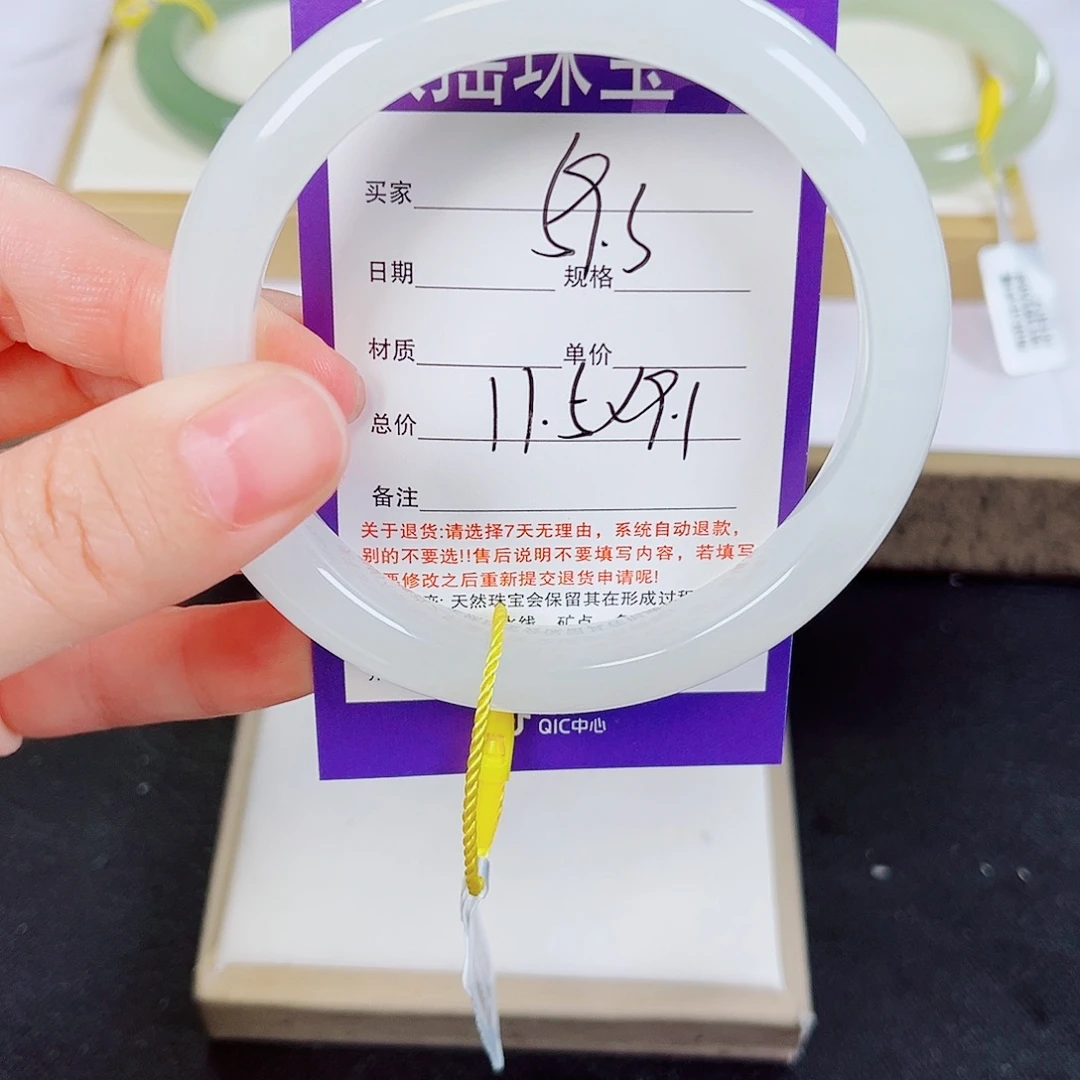 珠宝
买家
59.5
日期 规格
材质 单价
总价 11.5×9.1
备注
关于退货:请选择7天无理由，系统自动退款，
别的不要选!!售后说明不要填写内容，若填写
要修改之后重新提交退货申请呢!
天然珠宝会保留其在形成过程
QIC中心